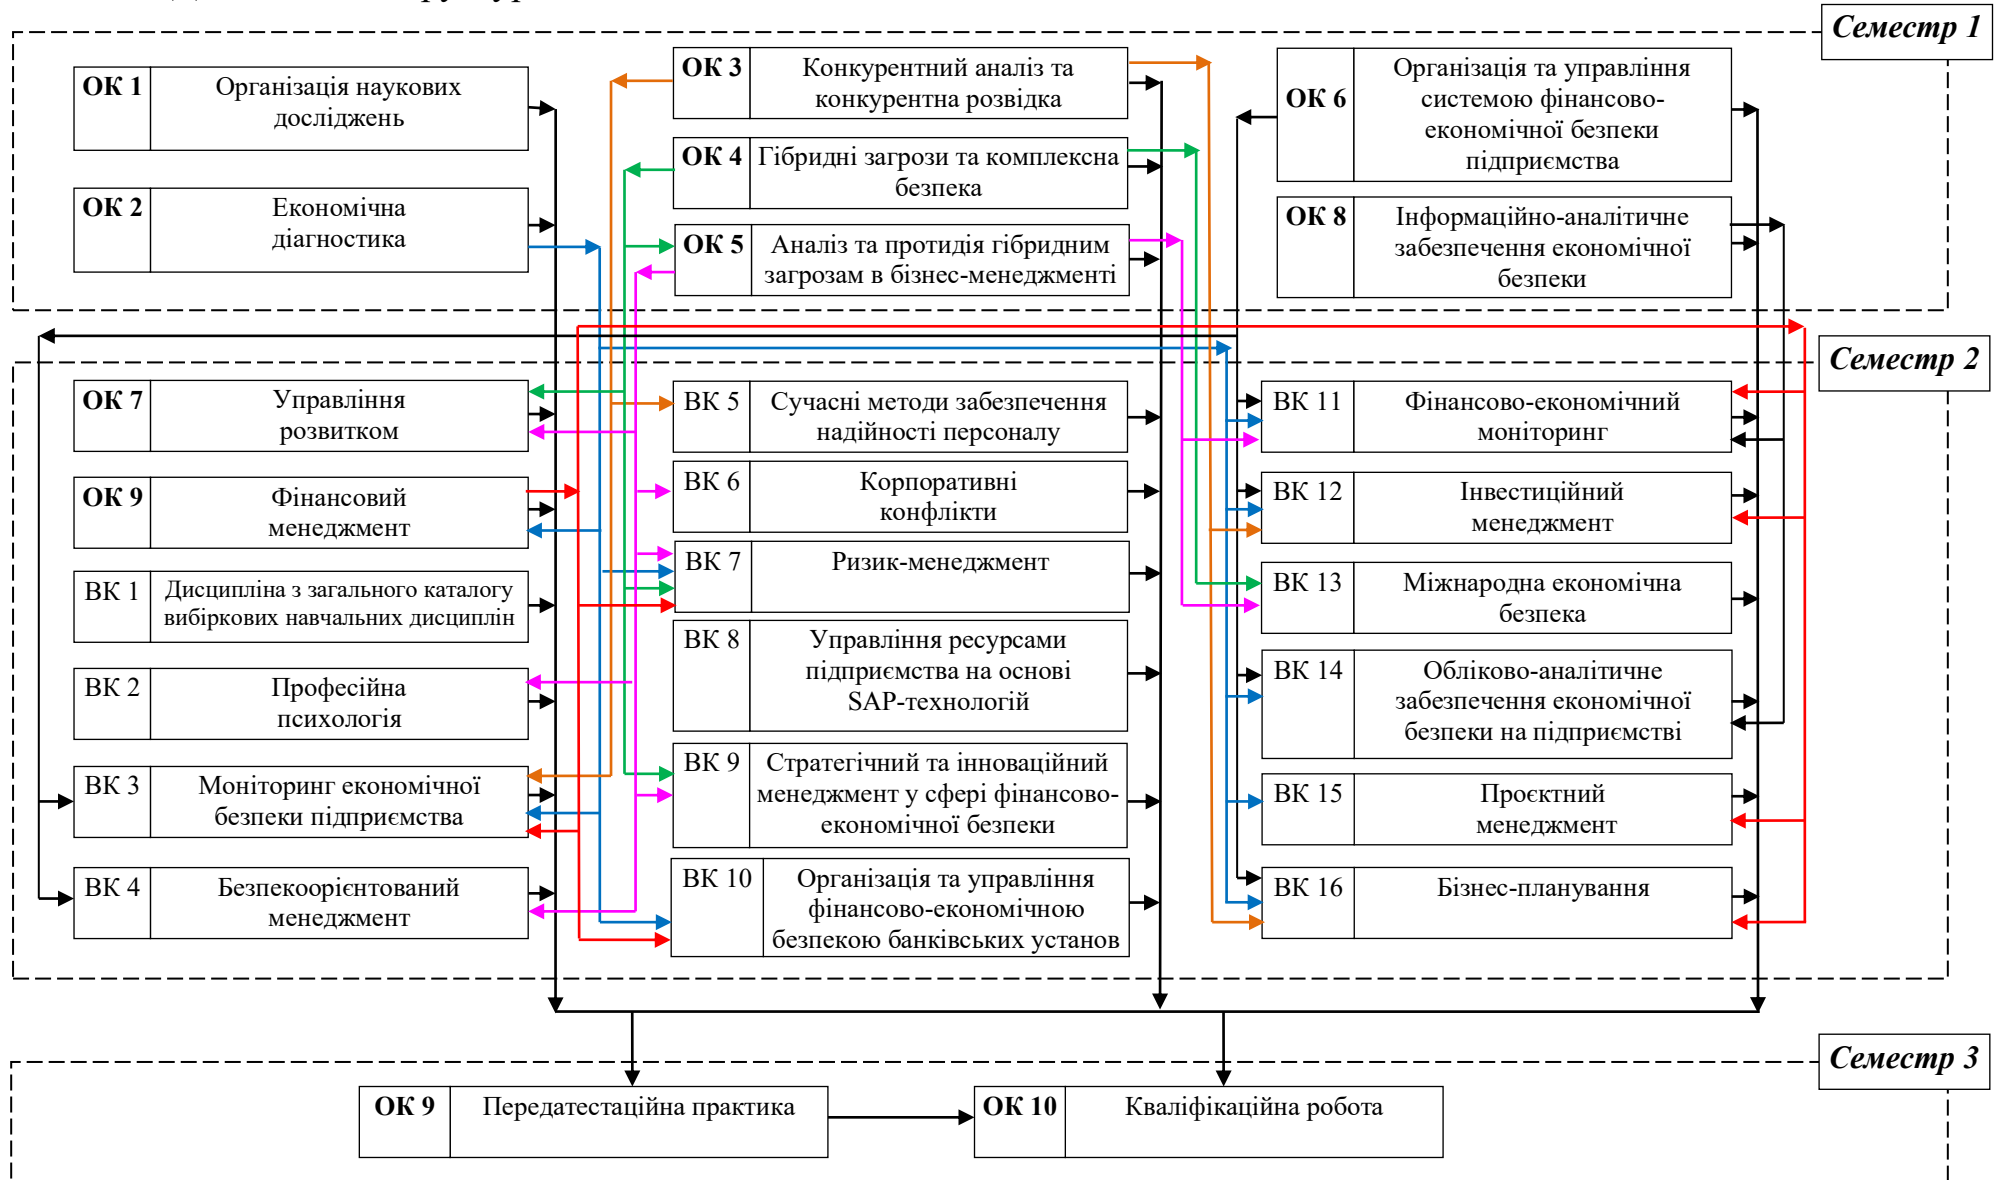 Семестр 1
ОК 1
Організація наукових
досліджень
ОК 2
Економічна
діагностика
ОК 3
Конкурентний аналіз та
конкурентна розвідка
ОК 4
Гібридні загрози та комплексна
безпека
ОК 5
Аналіз та протидія гібридним
загрозам в бізнес-менеджменті
ОК 6
Організація та управління
системою фінансово-
економічної безпеки
підприємства
ОК 8
Інформаційно-аналітичне
забезпечення економічної
безпеки
Семестр 2
ОК 7
Управління
розвитком
ОК 9
Фінансовий
менеджмент
ВК 1
Дисципліна з загального каталогу
вибіркових навчальних дисциплін
ВК 2
Професійна
психологія
ВК 3
Моніторинг економічної
безпеки підприємства
ВК 4
Безпекоорієнтований
менеджмент
ВК 5
Сучасні методи забезпечення
надійності персоналу
ВК 6
Корпоративні
конфлікти
ВК 7
Ризик-менеджмент
ВК 8
Управління ресурсами
підприємства на основі
SAP-технологій
ВК 9
Стратегічний та інноваційний
менеджмент у сфері фінансово-
економічної безпеки
ВК 10
Організація та управління
фінансово-економічною
безпекою банківських установ
ВК 11
Фінансово-економічний
моніторинг
ВК 12
Інвестиційний
менеджмент
ВК 13
Міжнародна економічна
безпека
ВК 14
Обліково-аналітичне
забезпечення економічної
безпеки на підприємстві
ВК 15
Проєктний
менеджмент
ВК 16
Бізнес-планування
Семестр 3
ОК 9
Передатестаційна практика
ОК 10
Кваліфікаційна робота